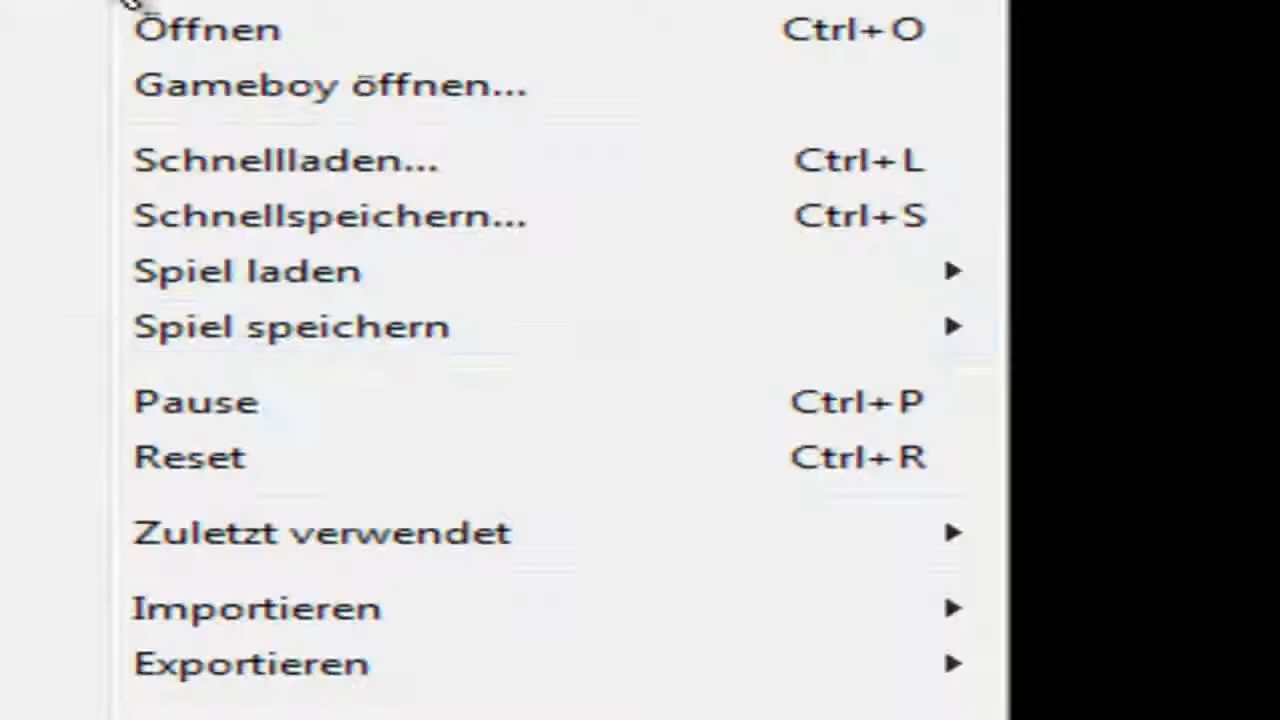 Öffnen Ctrl+O
Gameboy öffnen...
Schnellladen... Ctrl+L
Schnellspeichern... Ctrl+S
Spiel laden
Spiel speichern
Pause Ctrl+P
Reset Ctrl+R
Zuletzt verwendet
Importieren
Exportieren